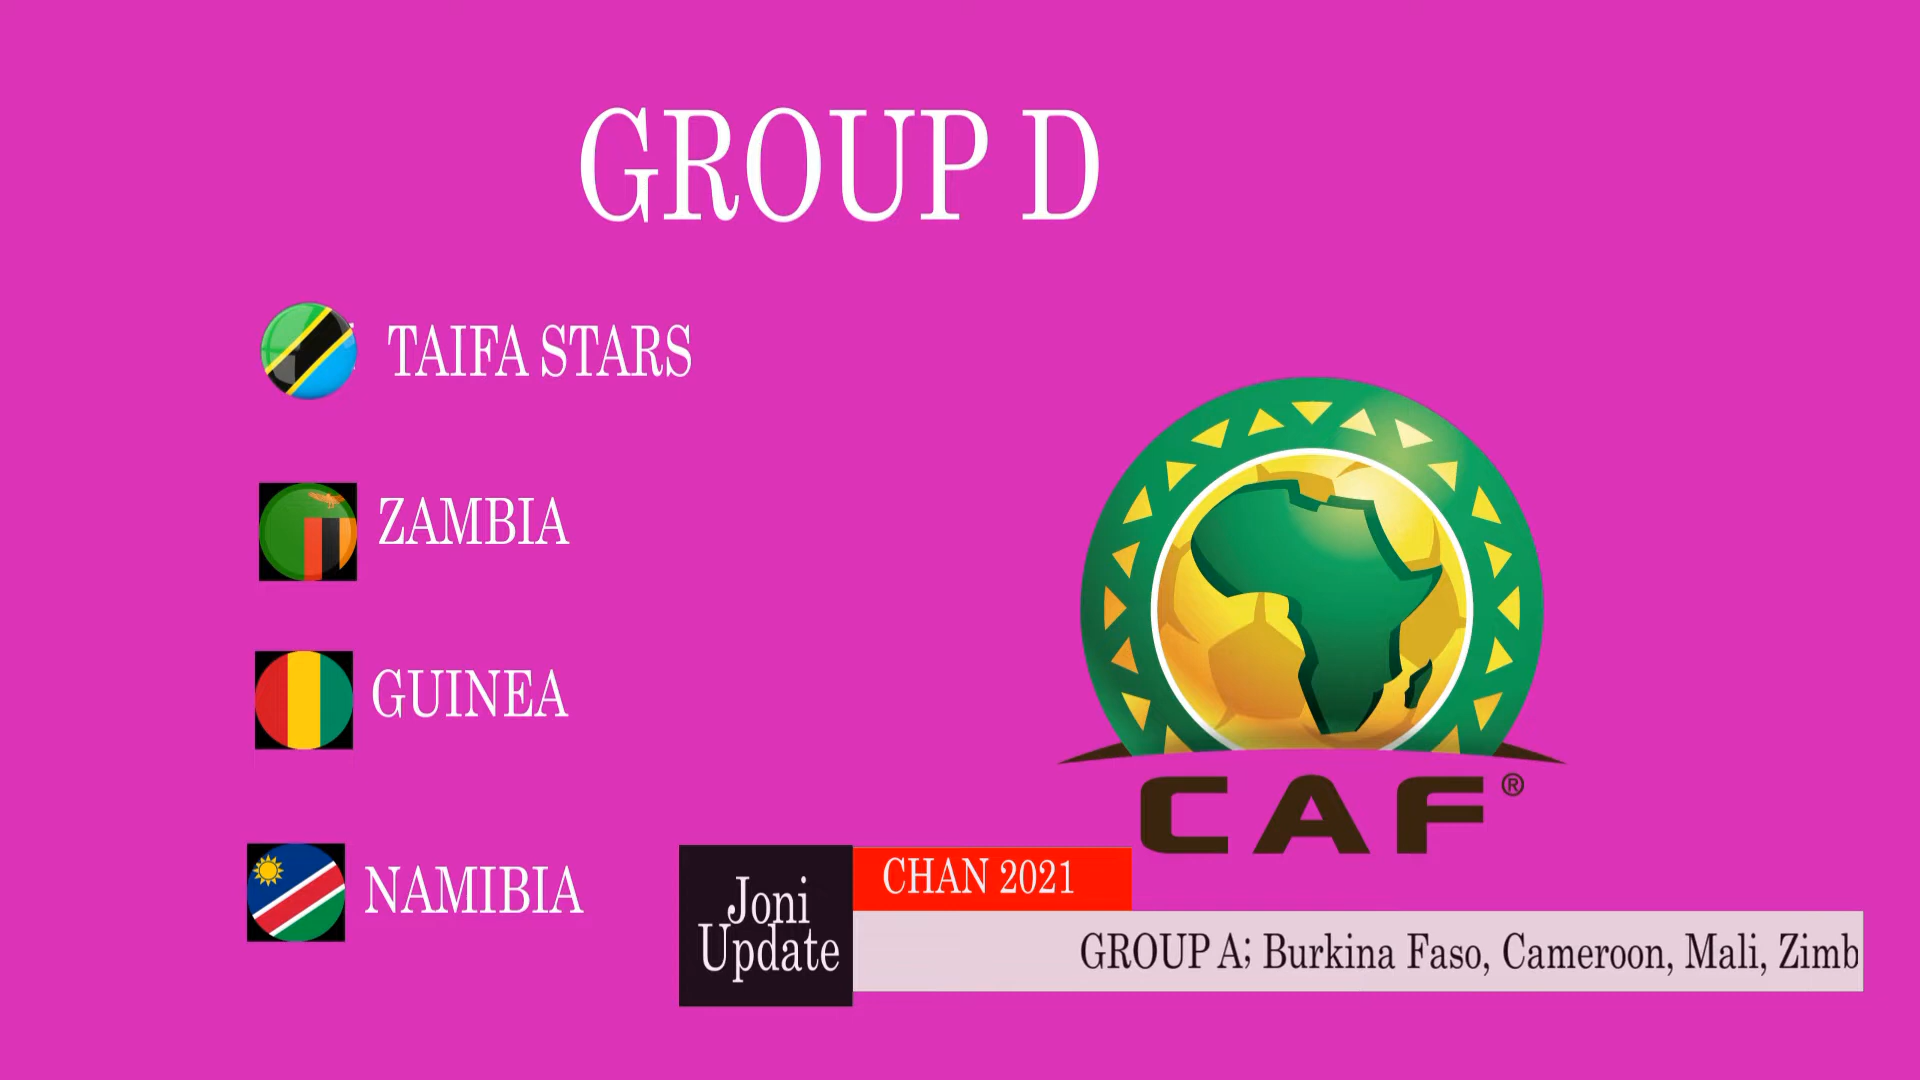 GROUP D
TAIFA STARS
ZAMBIA
GUINEA
NAMIBIA
CAF®
Joni
Update
CHAN 2021
GROUP A; Burkina Faso, Cameroon, Mali, Zimb